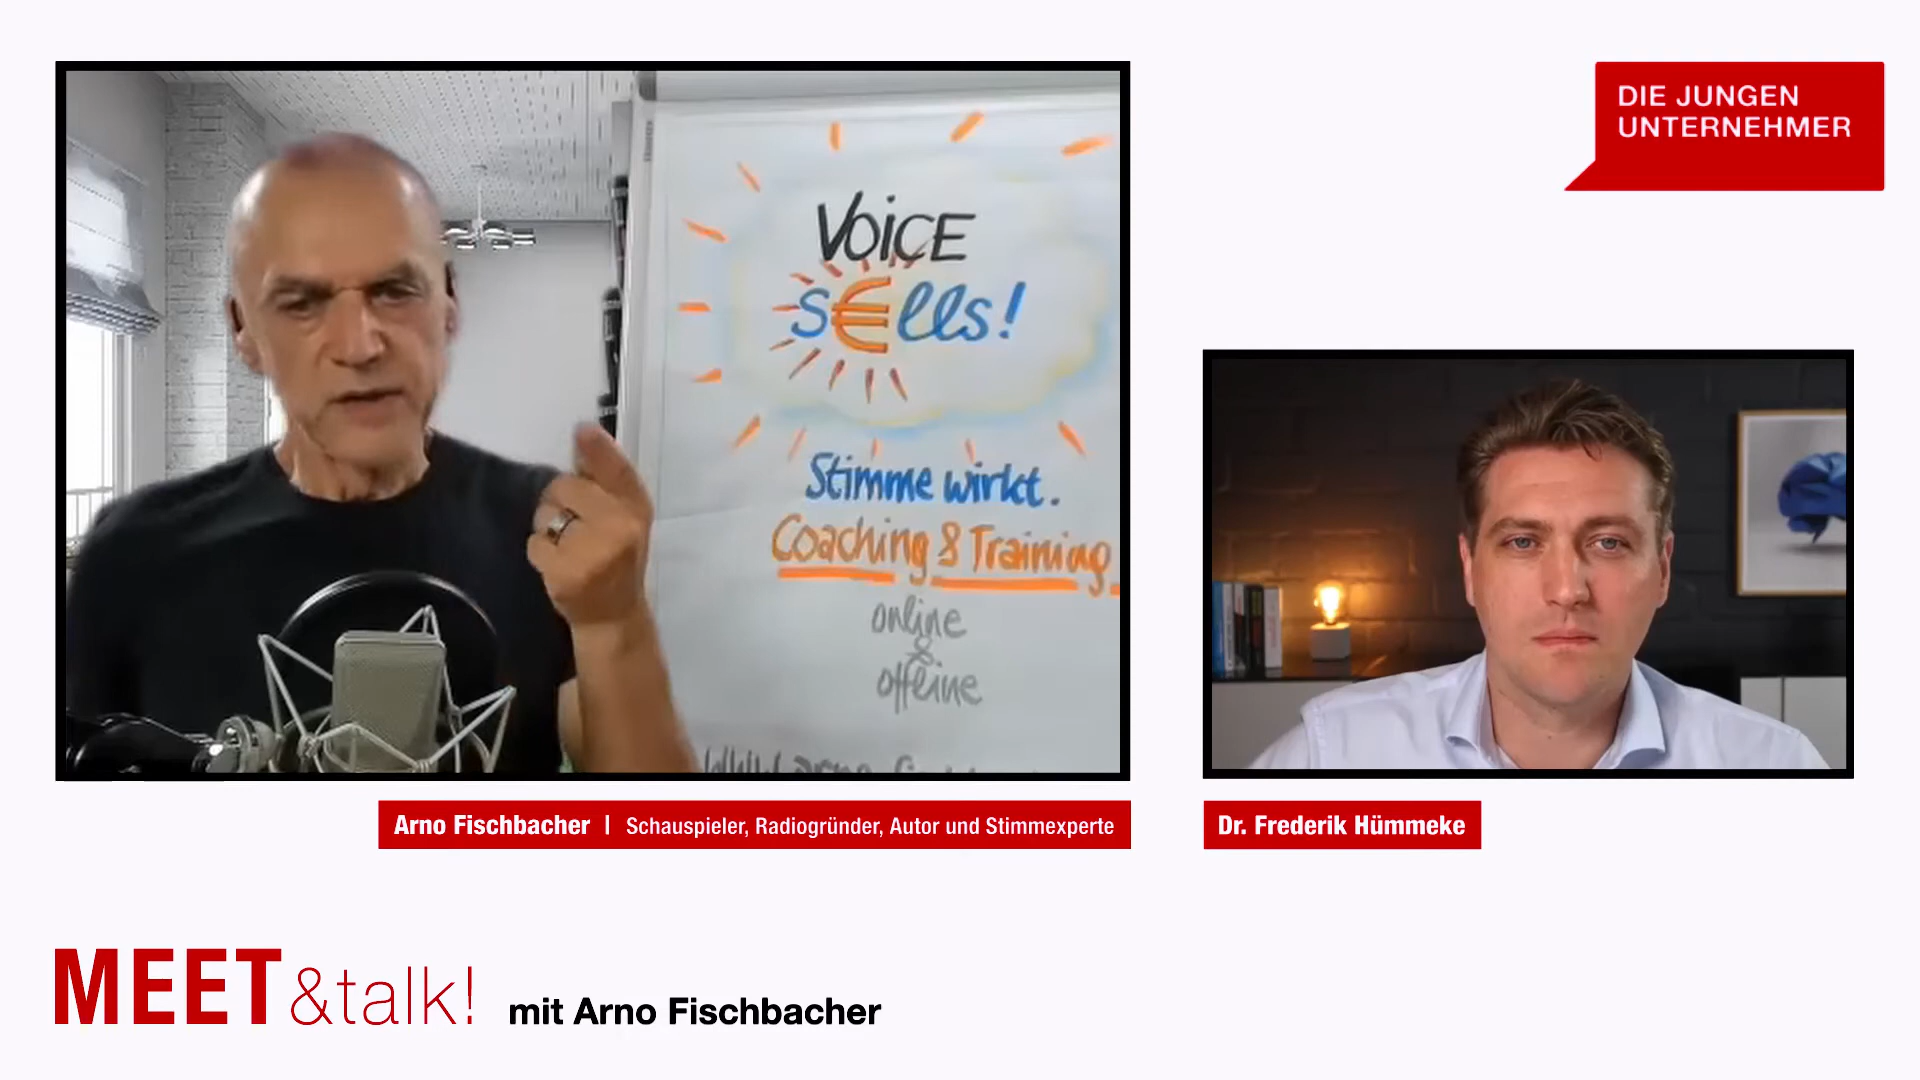 DIE JUNGEN
UNTERNEHMER
VOICE
S€lls!
Stimme wirkt.
Coaching & Training
online
&
offline
Arno Fischbacher | Schauspieler, Radiogründer, Autor und Stimmexperte
Dr. Frederik Hümmeke
MEET &talk! mit Arno Fischbacher